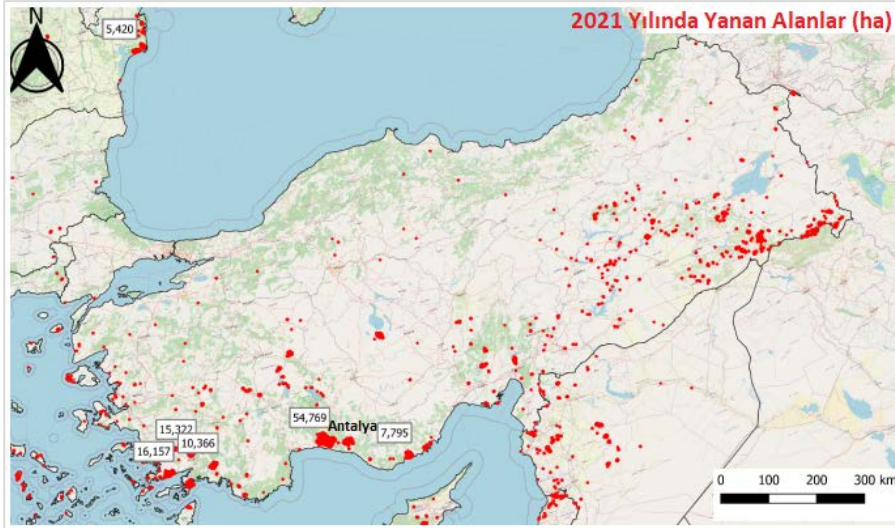 2021 Yılında Yanan Alanlar (ha)
N
5,420
54,769
Antalya
7,795
15,322
10,366
16,157
0 100 200 300 km